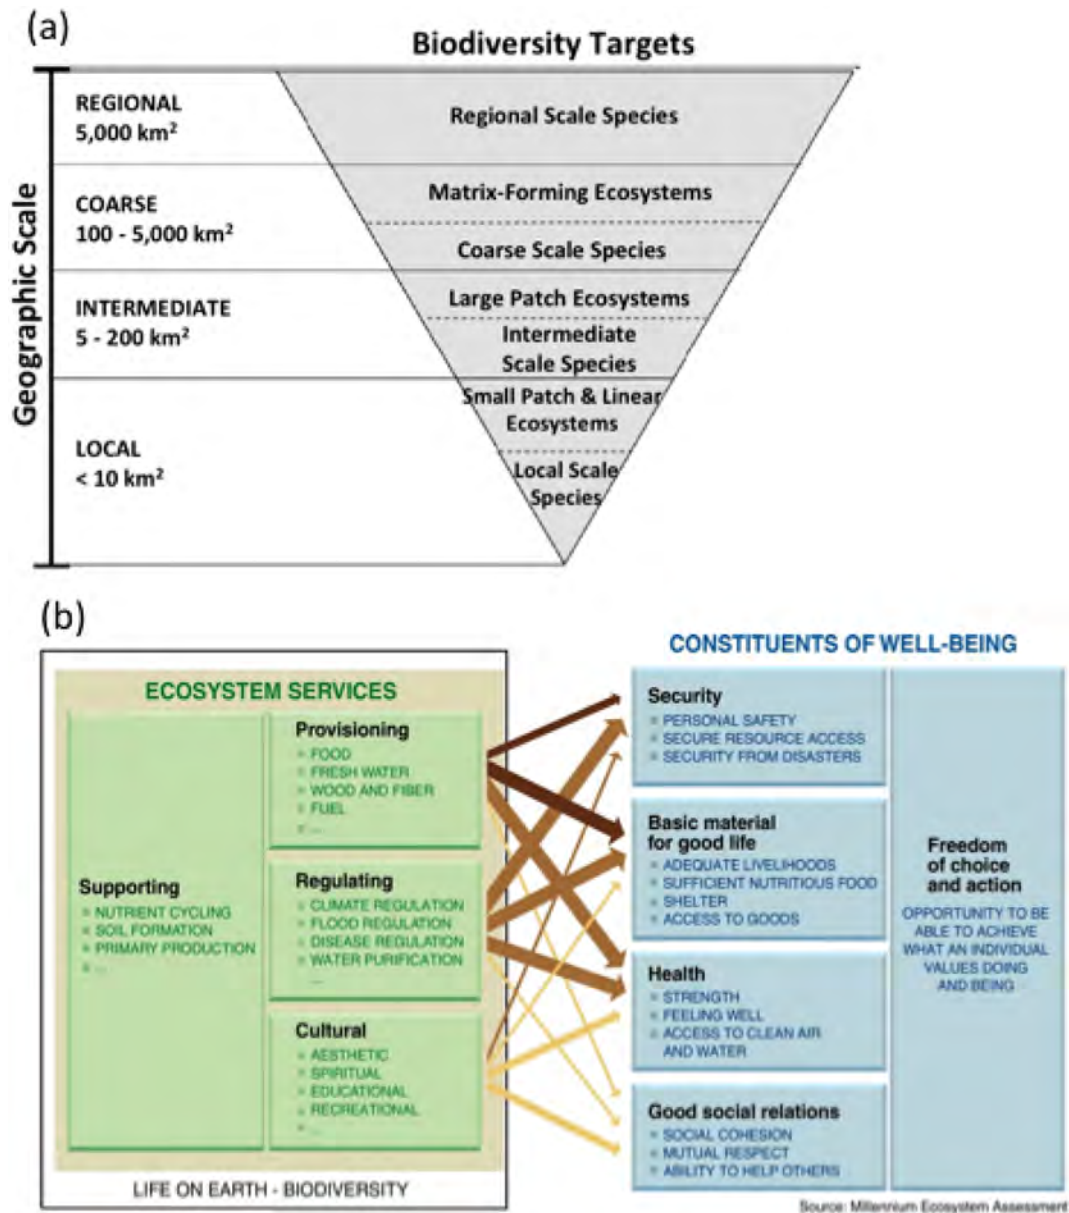 (a)
Biodiversity Targets
Geographic Scale
REGIONAL
5,000 km²
Regional Scale Species
COARSE
100 - 5,000 km²
Matrix-Forming Ecosystems
Coarse Scale Species
INTERMEDIATE
5 - 200 km²
Large Patch Ecosystems
Intermediate
Scale Species
LOCAL
< 10 km²
Small Patch & Linear
Ecosystems
Local Scale
Species
(b)
ECOSYSTEM SERVICES
Supporting
NUTRIENT CYCLING
SOIL FORMATION
PRIMARY PRODUCTION
...
Provisioning
FOOD
FRESH WATER
WOOD AND FIBER
FUEL
...
Regulating
CLIMATE REGULATION
FLOOD REGULATION
DISEASE REGULATION
WATER PURIFICATION
...
Cultural
AESTHETIC
SPIRITUAL
EDUCATIONAL
RECREATIONAL
...
LIFE ON EARTH - BIODIVERSITY
CONSTITUENTS OF WELL-BEING
Security
PERSONAL SAFETY
SECURE RESOURCE ACCESS
SECURITY FROM DISASTERS
Basic material
for good life
ADEQUATE LIVELIHOODS
SUFFICIENT NUTRITIOUS FOOD
SHELTER
ACCESS TO GOODS
Health
STRENGTH
FEELING WELL
ACCESS TO CLEAN AIR
AND WATER
Good social relations
SOCIAL COHESION
MUTUAL RESPECT
ABILITY TO HELP OTHERS
Freedom
of choice
and action
OPPORTUNITY TO BE
ABLE TO ACHIEVE
WHAT AN INDIVIDUAL
VALUES DOING
AND BEING
Source: Millennium Ecosystem Assessment